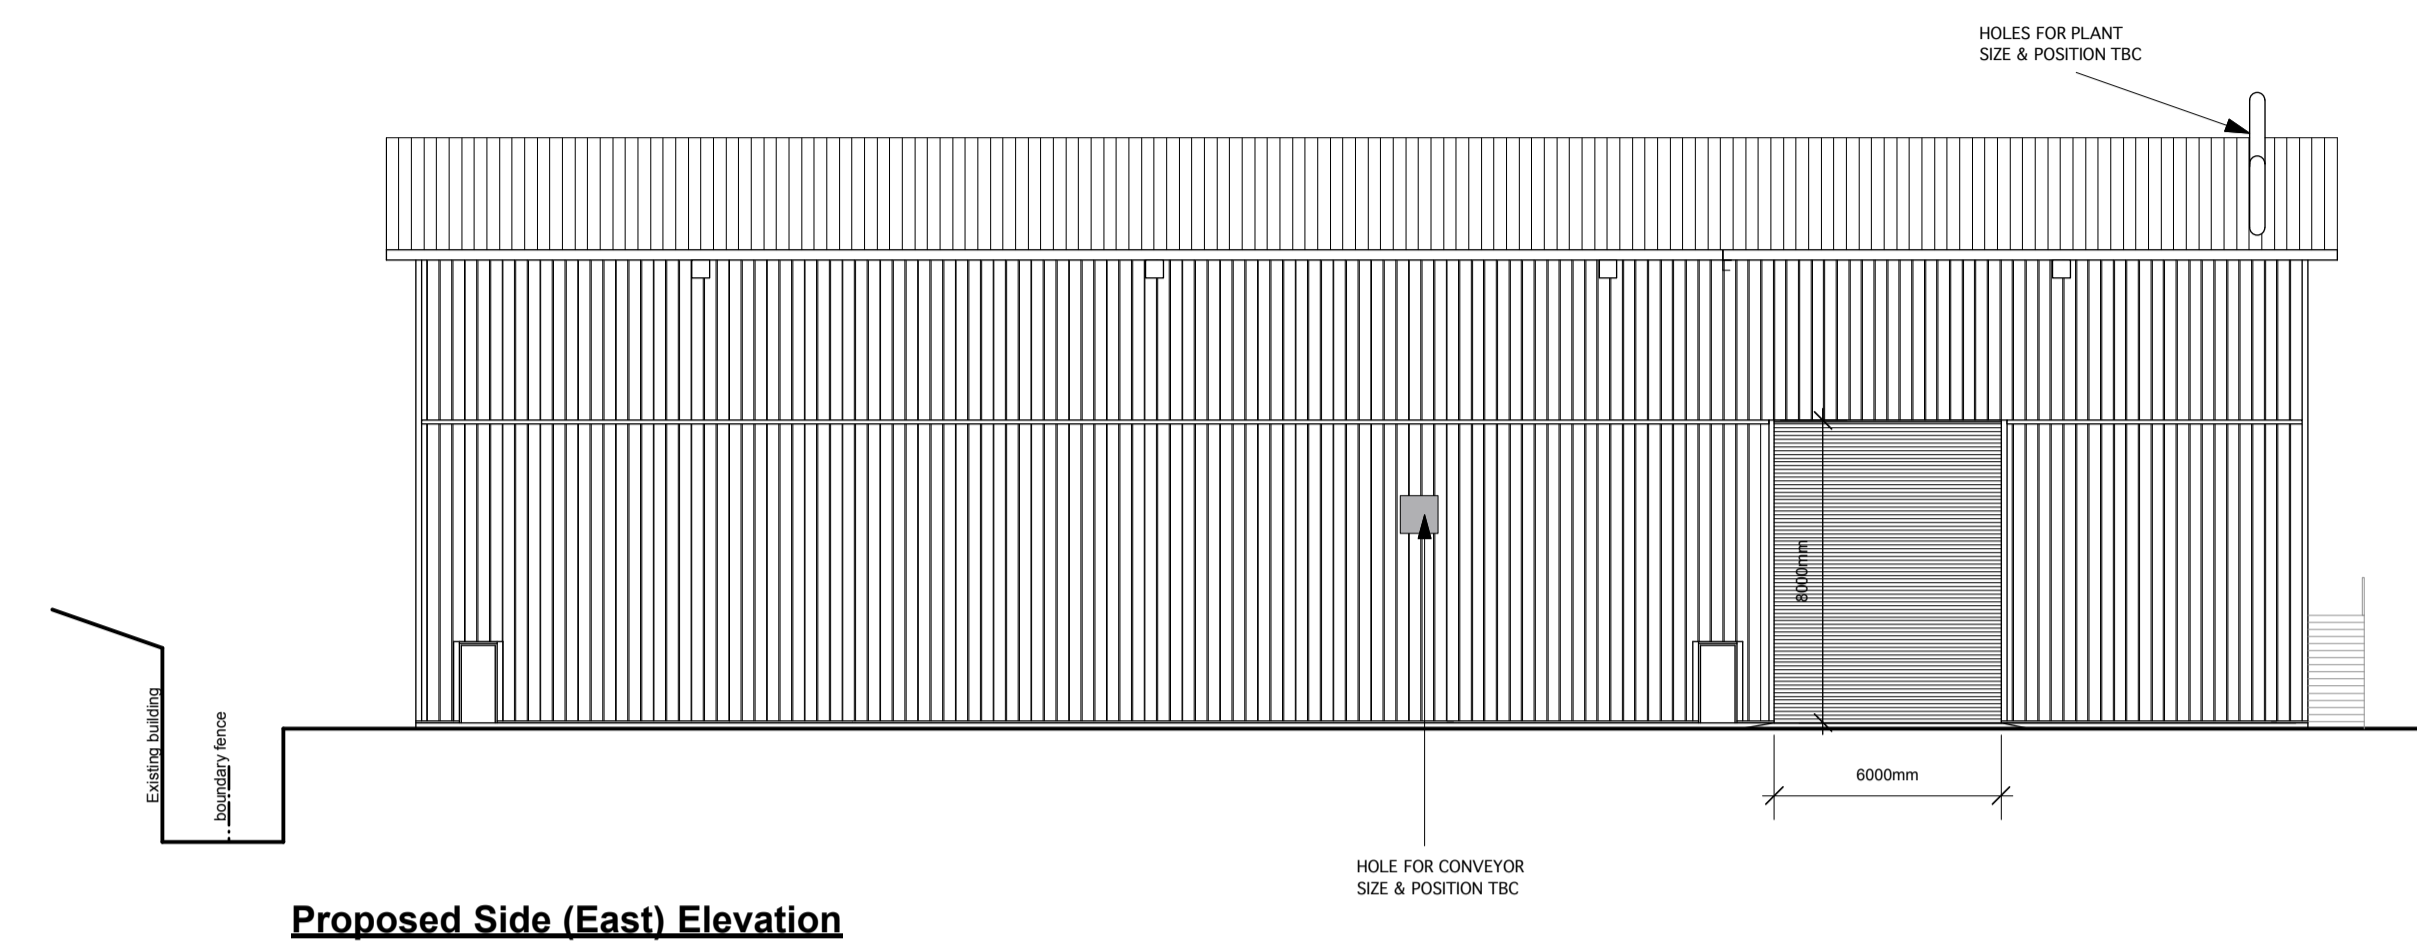 HOLES FOR PLANT
SIZE & POSITION TBC
8000mm
Existing building
boundary fence
6000mm
HOLE FOR CONVEYOR
SIZE & POSITION TBC
Proposed Side (East) Elevation